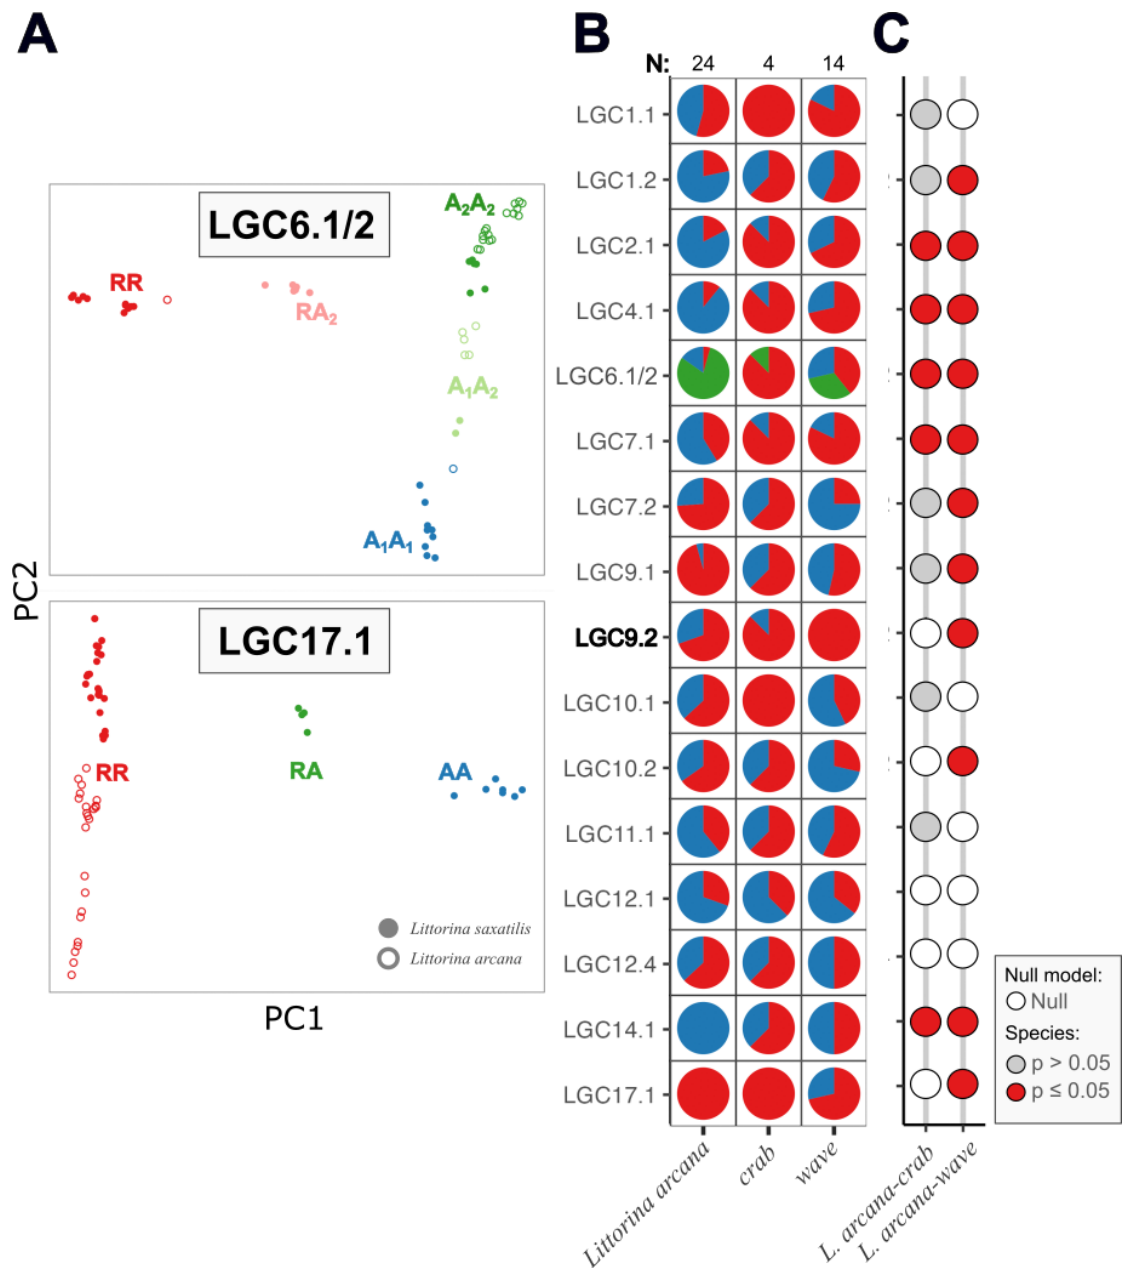 A
B
C
N: 24 4 14
LGC6.1/2
A₂A₂
RR
RA₂
A₁A₂
A₁A₁
PC2
LGC17.1
RR
RA
AA
Littorina saxatilis
Littorina arcana
PC1
LGC1.1
LGC1.2
LGC2.1
LGC4.1
LGC6.1/2
LGC7.1
LGC7.2
LGC9.1
LGC9.2
LGC10.1
LGC10.2
LGC11.1
LGC12.1
LGC12.4
LGC14.1
LGC17.1
Littorina arcana
crab
wave
L. arcana-crab
L. arcana-wave
Null model:
Null
Species:
p > 0.05
p ≤ 0.05